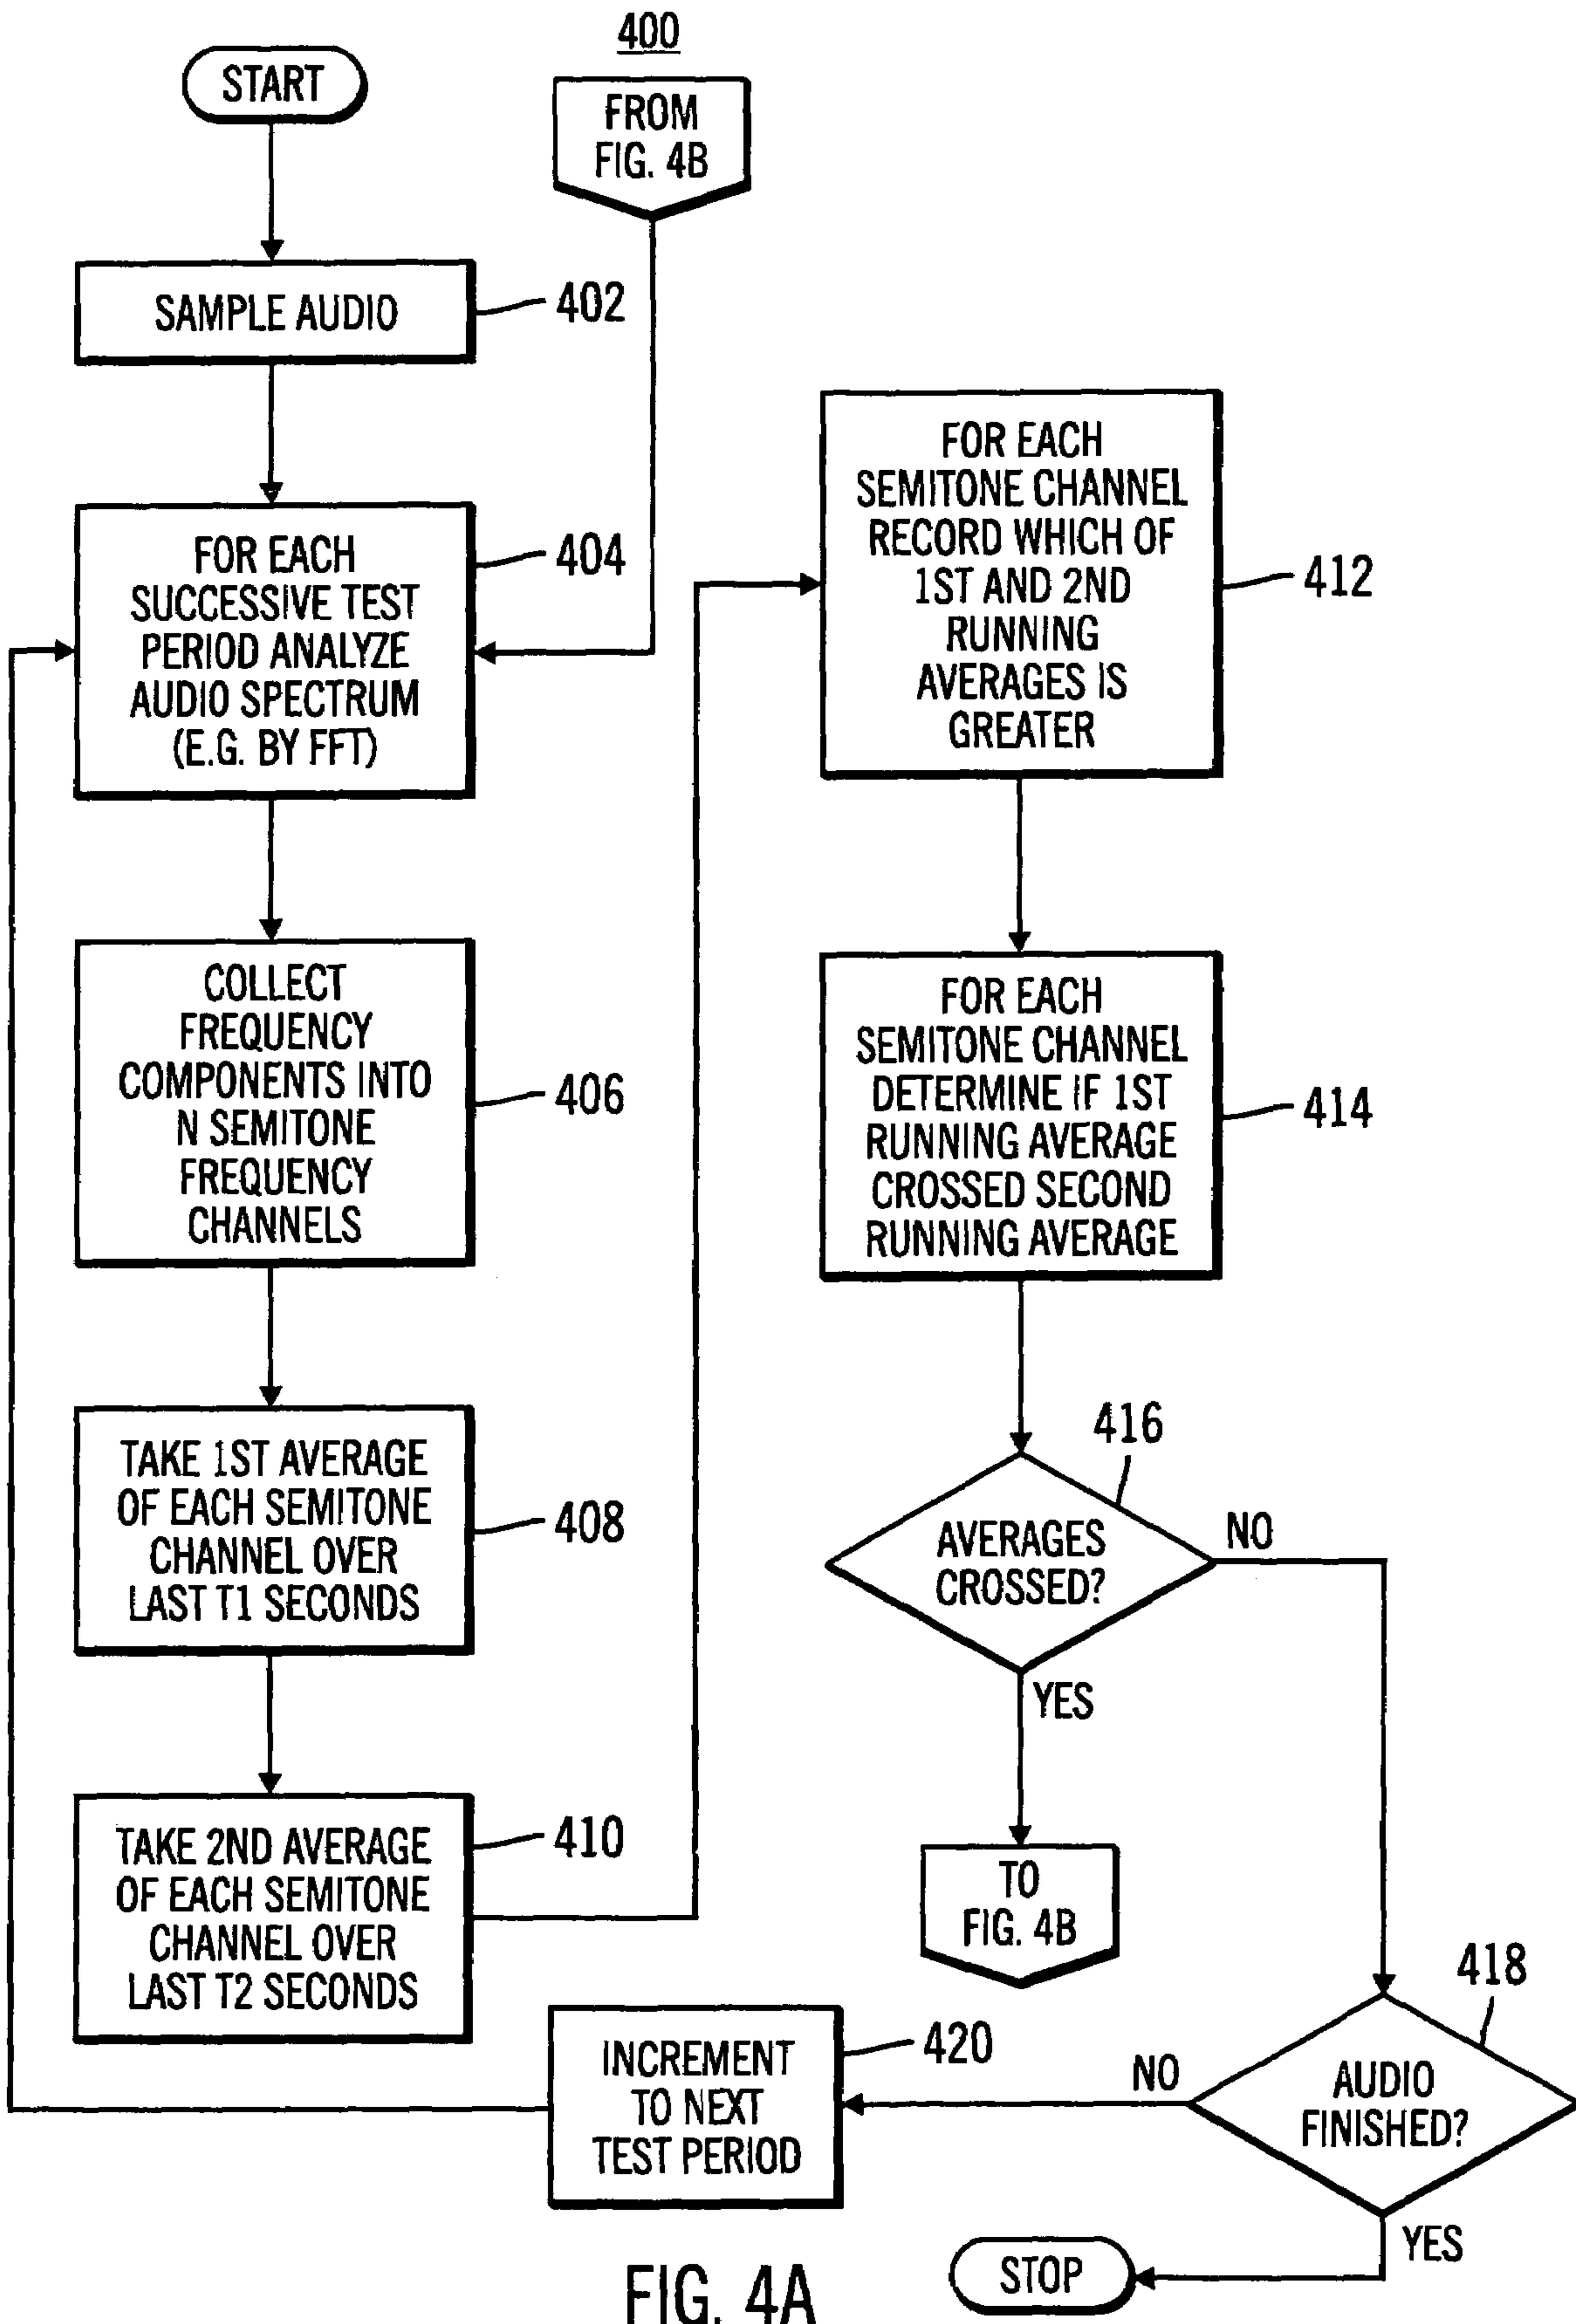 400
START
FROM
FIG. 4B
SAMPLE AUDIO
402
FOR EACH
SUCCESSIVE TEST
PERIOD ANALYZE
AUDIO SPECTRUM
(E.G. BY FFT)
404
COLLECT
FREQUENCY
COMPONENTS INTO
N SEMITONE
FREQUENCY
CHANNELS
406
TAKE 1ST AVERAGE
OF EACH SEMITONE
CHANNEL OVER
LAST T1 SECONDS
408
TAKE 2ND AVERAGE
OF EACH SEMITONE
CHANNEL OVER
LAST T2 SECONDS
410
FOR EACH
SEMITONE CHANNEL
RECORD WHICH OF
1ST AND 2ND
RUNNING
AVERAGES IS
GREATER
412
FOR EACH
SEMITONE CHANNEL
DETERMINE IF 1ST
RUNNING AVERAGE
CROSSED SECOND
RUNNING AVERAGE
414
416
AVERAGES
CROSSED?
NO
YES
TO
FIG. 4B
418
AUDIO
FINISHED?
NO
YES
420
INCREMENT
TO NEXT
TEST PERIOD
STOP
FIG. 4A